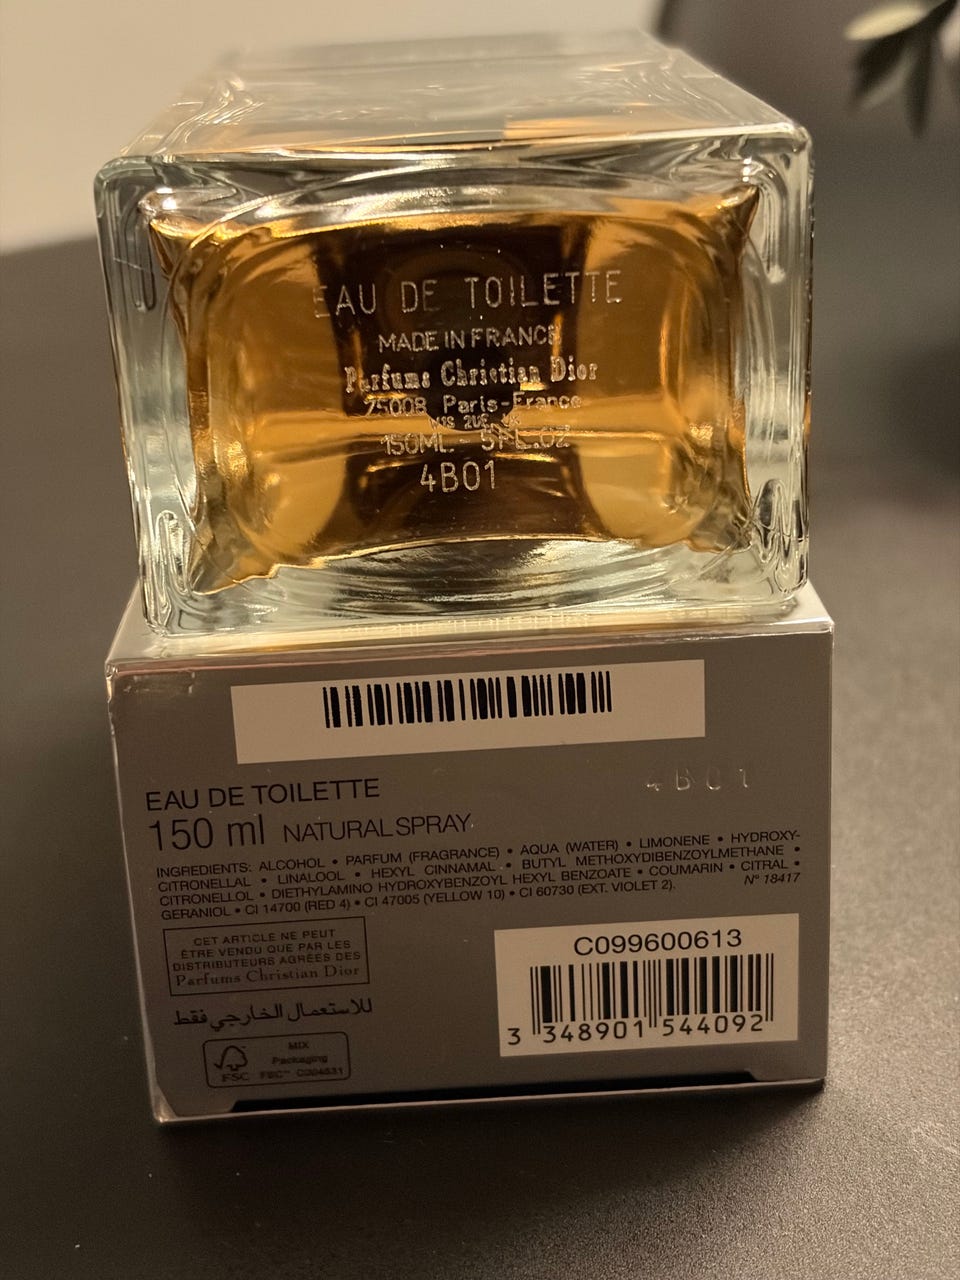 EAU DE TOILETTE
MADE IN FRANCE
Parfums Christian Dior
75008 Paris-France
150ML - 5FL.OZ
4B01
4B01
EAU DE TOILETTE
150 ml NATURAL SPRAY
INGREDIENTS: ALCOHOL • PARFUM (FRAGRANCE) • AQUA (WATER) • LIMONENE • HYDROXY-
CITRONELLAL • LINALOOL • HEXYL CINNAMAL • BUTYL METHOXYDIBENZOYLMETHANE •
CITRONELLOL • DIETHYLAMINO HYDROXYBENZOYL HEXYL BENZOATE • COUMARIN • CITRAL •
GERANIOL • CI 14700 (RED 4) • CI 47005 (YELLOW 10) • CI 60730 (EXT. VIOLET 2).
N° 18417
CET ARTICLE NE PEUT
ÊTRE VENDU QUE PAR LES
DISTRIBUTEURS AGRÉES DES
Parfums Christian Dior
للاستعمال الخارجي فقط
FSC
MIX
Packaging
FSC™ C004531
C099600613
3 348901 544092